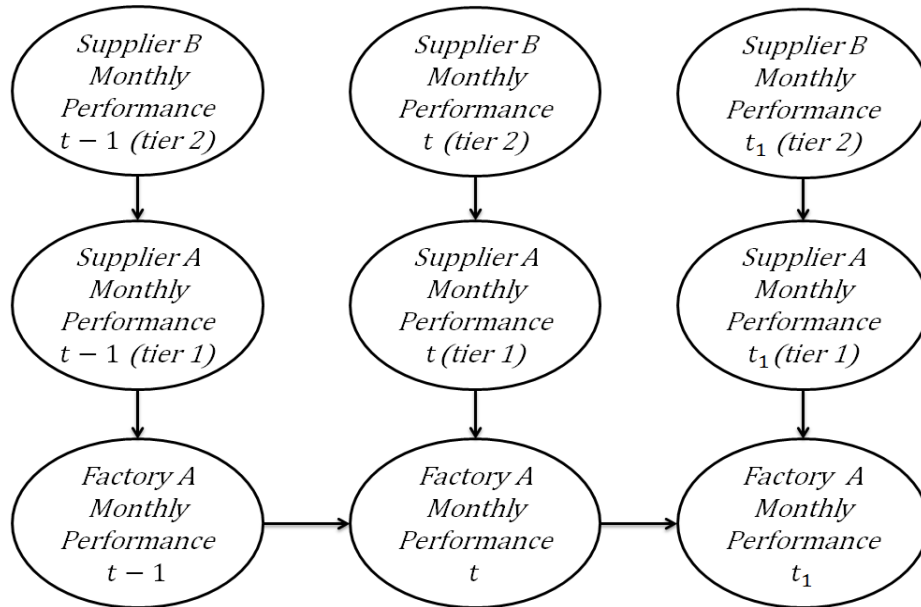 Supplier B
Monthly
Performance
t − 1 (tier 2)
Supplier B
Monthly
Performance
t (tier 2)
Supplier B
Monthly
Performance
t₁ (tier 2)
Supplier A
Monthly
Performance
t − 1 (tier 1)
Supplier A
Monthly
Performance
t (tier 1)
Supplier A
Monthly
Performance
t₁ (tier 1)
Factory A
Monthly
Performance
t − 1
Factory A
Monthly
Performance
t
Factory A
Monthly
Performance
t₁